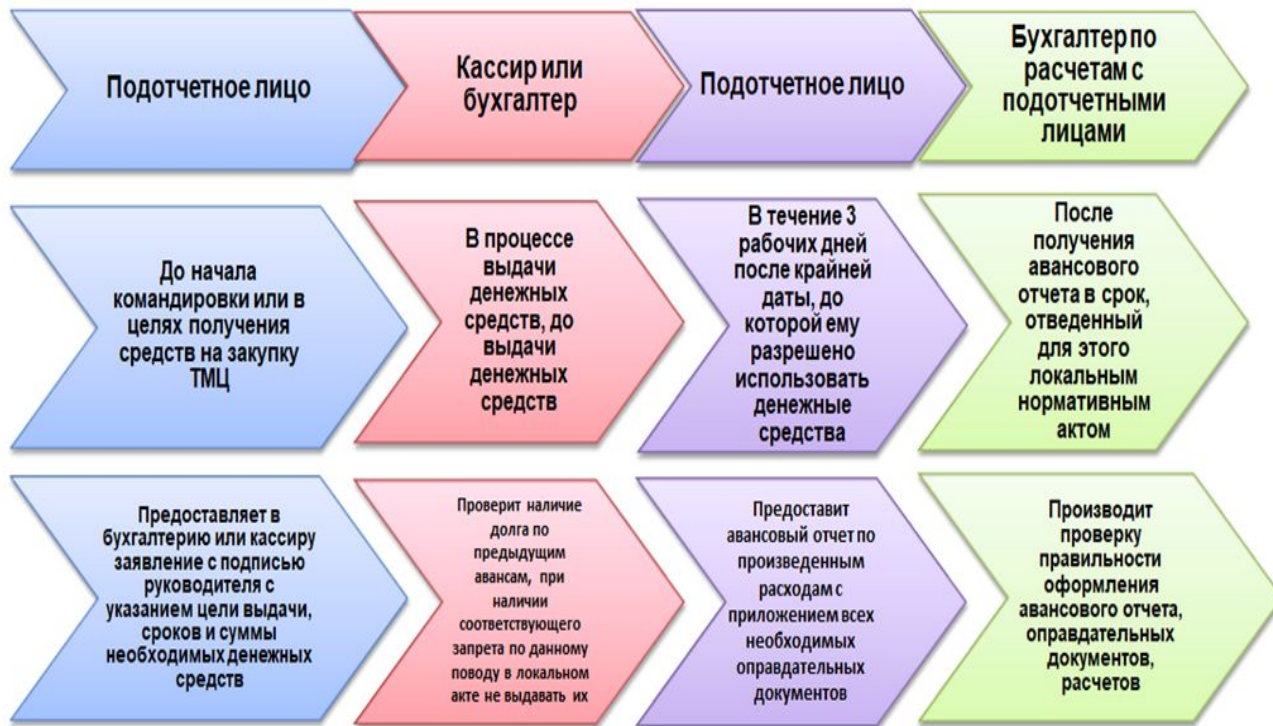 Подотчетное лицо
Кассир или
бухгалтер
Подотчетное лицо
Бухгалтер по
расчетам с
подотчетными
лицами
До начала
командировки или в
целях получения
средств на закупку
ТМЦ
В процессе
выдачи
денежных
средств, до
выдачи
денежных
средств
В течение 3
рабочих дней
после крайней
даты, до
которой ему
разрешено
использовать
денежные
средства
После
получения
авансового
отчета в срок,
отведенный
для этого
локальным
нормативным
актом
Предоставляет в
бухгалтерию или кассиру
заявление с подписью
руководителя с
указанием цели выдачи,
сроков и суммы
необходимых денежных
средств
Проверит наличие
долга по
предыдущим
авансам, при
наличии
соответствующего
запрета по данному
поводу в локальном
акте не выдавать их
Предоставит
авансовый отчет по
произведенным
расходам с
приложением всех
необходимых
оправдательных
документов
Производит
проверку
правильности
оформления
авансового отчета,
оправдательных
документов,
расчетов